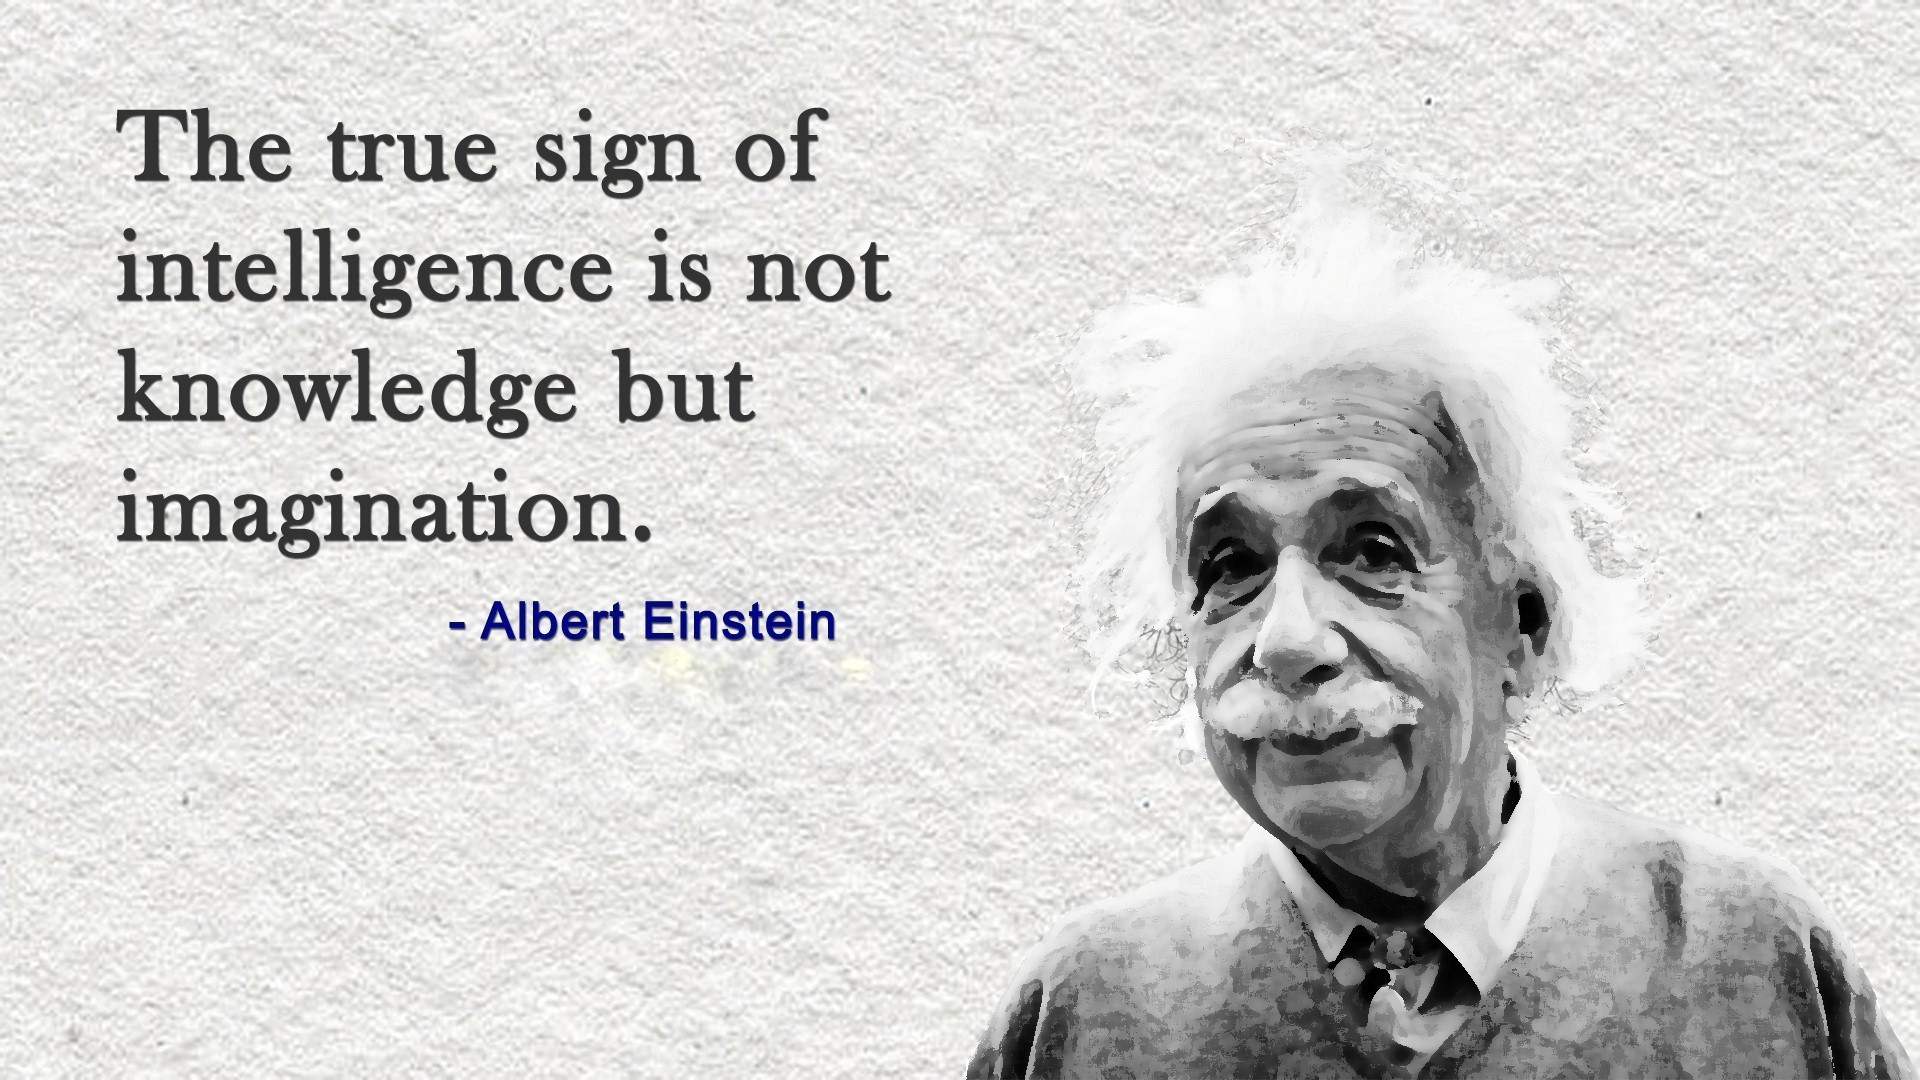 The true sign of
intelligence is not
knowledge but
imagination.
- Albert Einstein